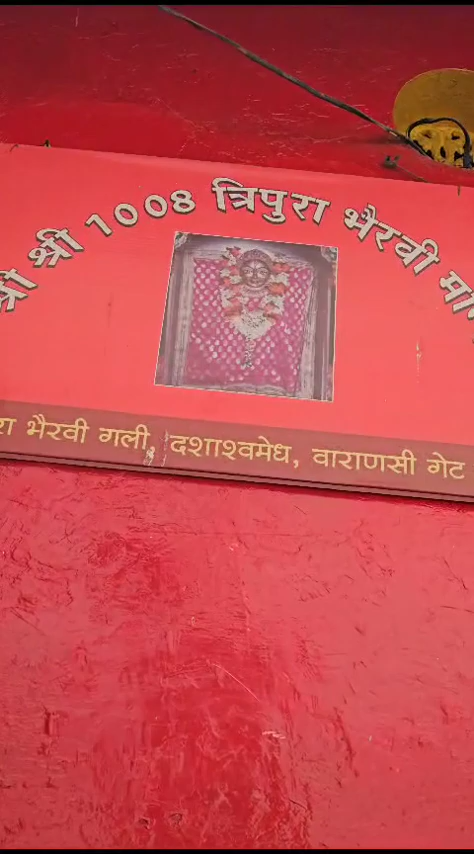 श्री श्री 1008 त्रिपुरा भैरवी
भैरवी गली, दशाश्वमेध, वाराणसी गेट